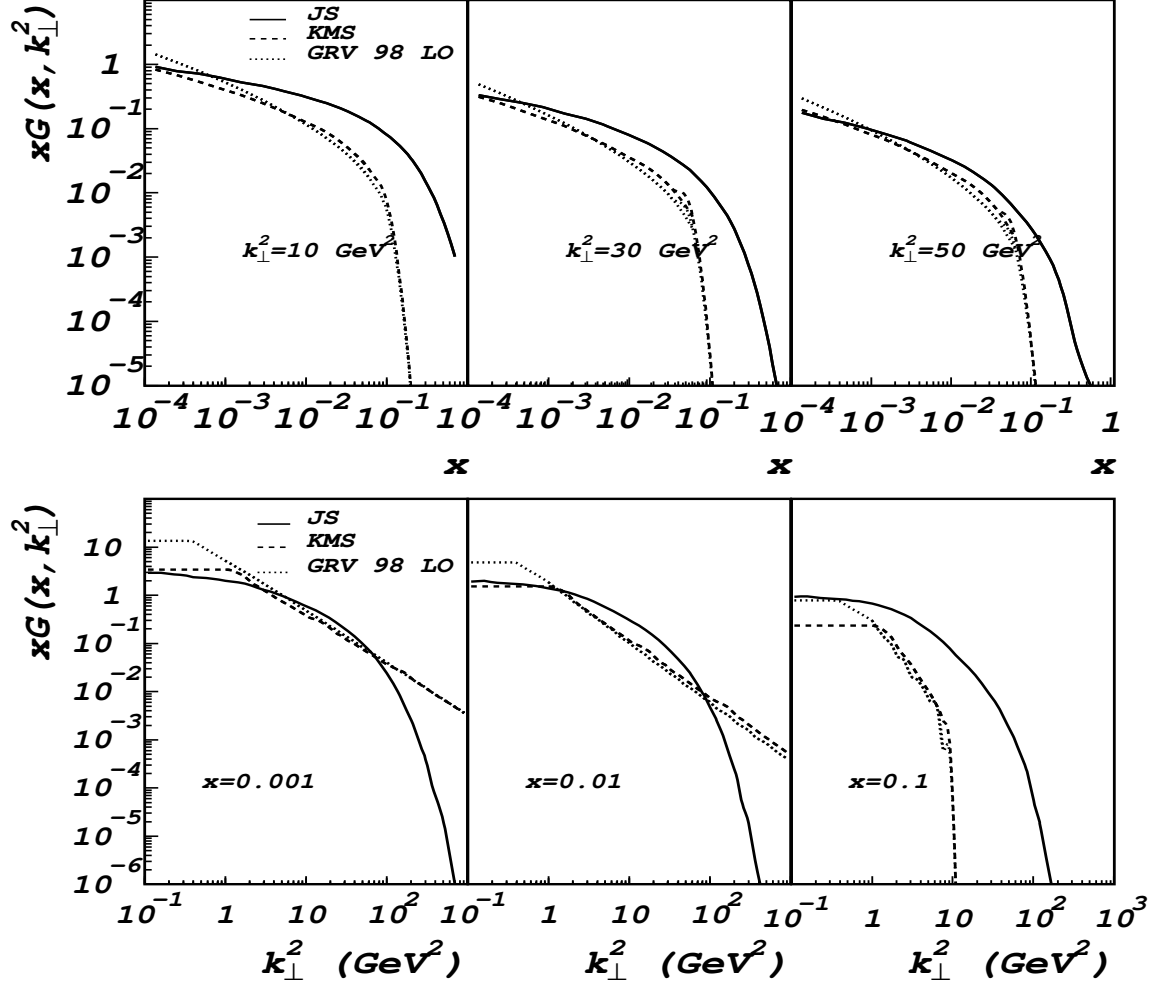 JS
KMS
GRV 98 LO
xG(x,k⊥²)
1
10⁻¹
10⁻²
10⁻³
10⁻⁴
10⁻⁵
k⊥²=10 GeV²
k⊥²=30 GeV²
k⊥²=50 GeV²
10⁻⁴ 10⁻³ 10⁻² 10⁻¹ 10⁻⁴ 10⁻³ 10⁻² 10⁻¹ 10⁻⁴ 10⁻³ 10⁻² 10⁻¹ 1
x x x
JS
KMS
GRV 98 LO
xG(x,k⊥²)
10
1
10⁻¹
10⁻²
10⁻³
10⁻⁴
10⁻⁵
10⁻⁶
x=0.001
x=0.01
x=0.1
10⁻¹ 1 10 10² 10⁻¹ 1 10 10² 10⁻¹ 1 10 10² 10³
k⊥² (GeV²) k⊥² (GeV²) k⊥² (GeV²)